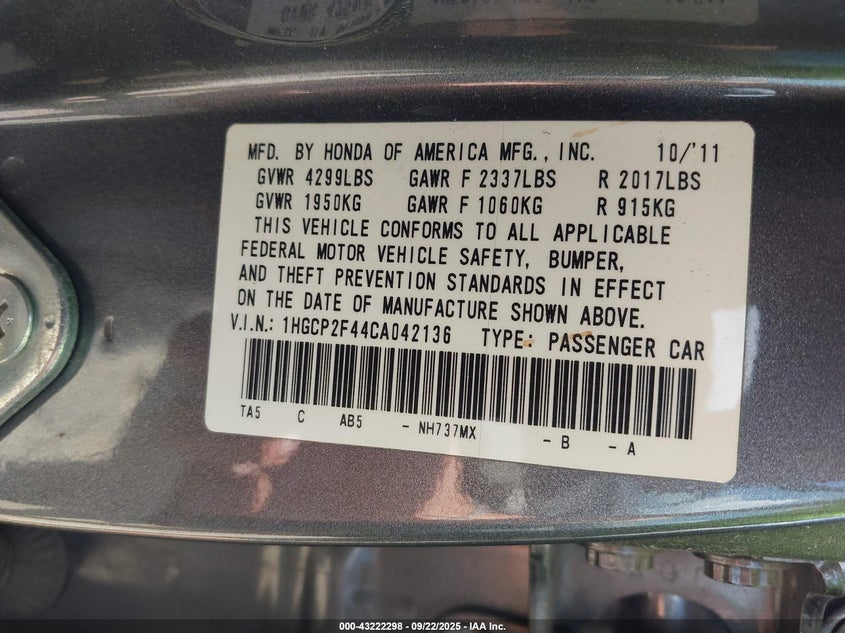 MFD. BY HONDA OF AMERICA MFG., INC. 10/'11
GVWR 4299LBS GAWR F 2337LBS R 2017LBS
GVWR 1950KG GAWR F 1060KG R 915KG
THIS VEHICLE CONFORMS TO ALL APPLICABLE
FEDERAL MOTOR VEHICLE SAFETY, BUMPER,
AND THEFT PREVENTION STANDARDS IN EFFECT
ON THE DATE OF MANUFACTURE SHOWN ABOVE.
V.I.N.: 1HGCP2F44CA042136 TYPE: PASSENGER CAR
TA5 C AB5 - NH737MX - B - A
000-43222298 - 09/22/2025 - IAA Inc.